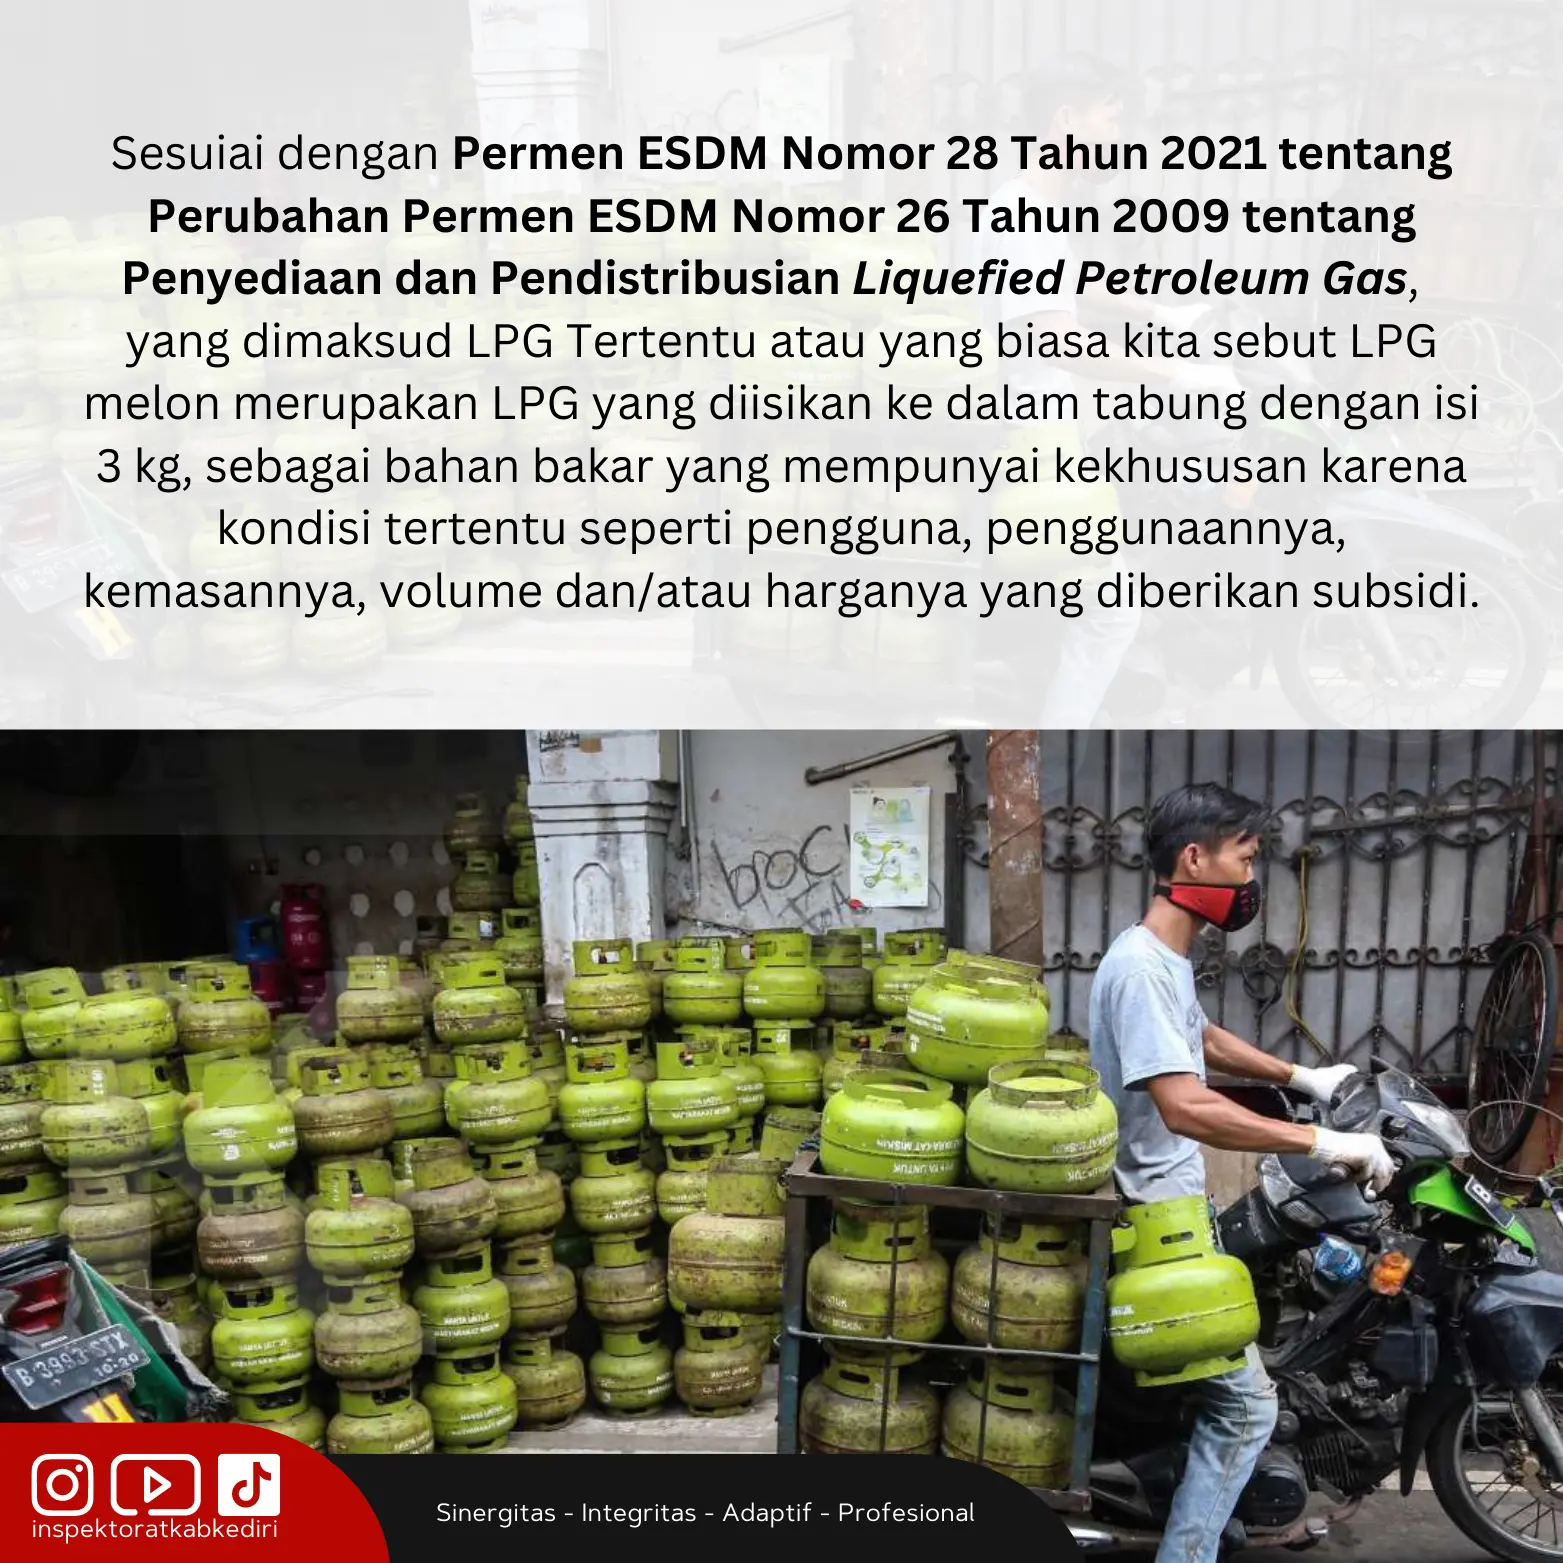 Sesuiai dengan Permen ESDM Nomor 28 Tahun 2021 tentang
Perubahan Permen ESDM Nomor 26 Tahun 2009 tentang
Penyediaan dan Pendistribusian Liquefied Petroleum Gas,
yang dimaksud LPG Tertentu atau yang biasa kita sebut LPG
melon merupakan LPG yang diisikan ke dalam tabung dengan isi
3 kg, sebagai bahan bakar yang mempunyai kekhususan karena
kondisi tertentu seperti pengguna, penggunaannya,
kemasannya, volume dan/atau harganya yang diberikan subsidi.
B 3993 STX
10·20
inspektoratkabkediri
Sinergitas - Integritas - Adaptif - Profesional